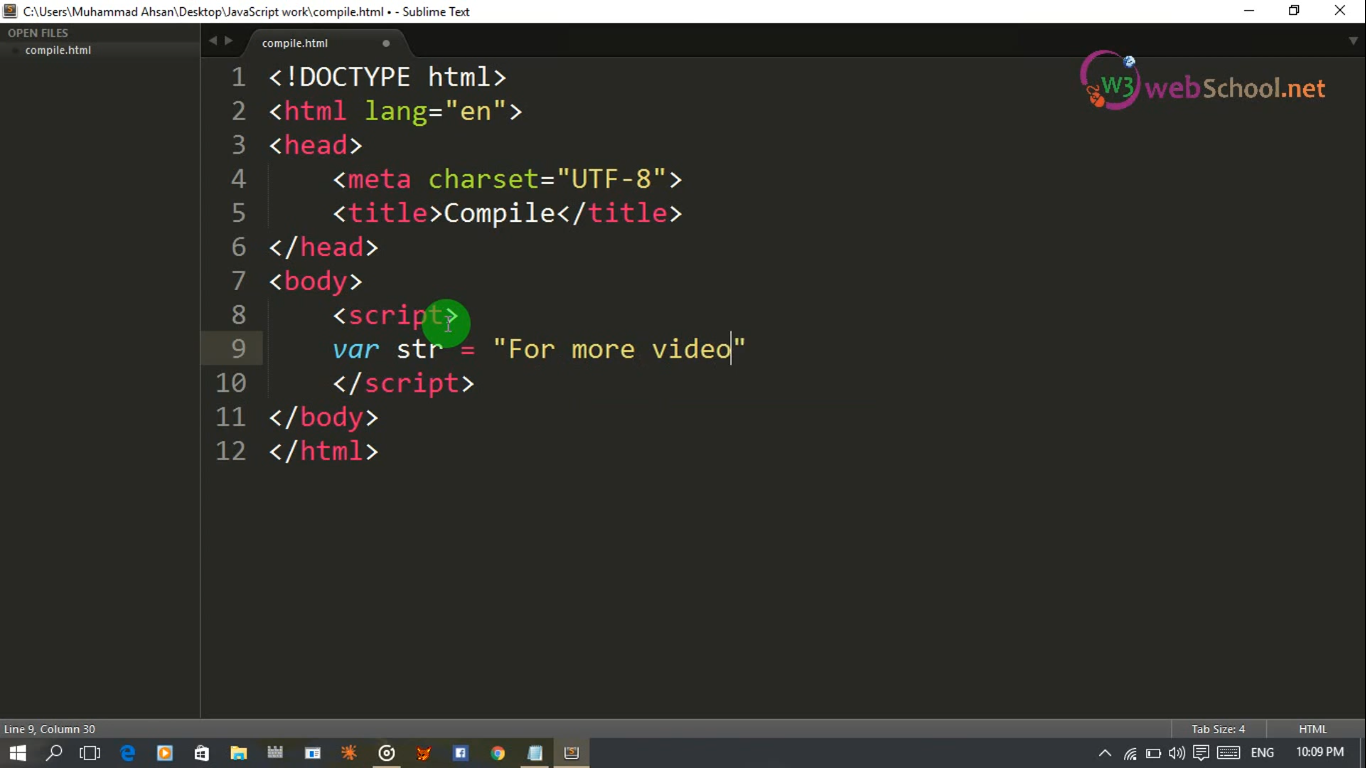 C:\Users\Muhammad Ahsan\Desktop\JavaScript work\compile.html • - Sublime Text
OPEN FILES
compile.html
compile.html
W3 webSchool.net
1 <!DOCTYPE html>
2 <html lang="en">
3 <head>
4 <meta charset="UTF-8">
5 <title>Compile</title>
6 </head>
7 <body>
8 <script>
9 var str = "For more video"
10 </script>
11 </body>
12 </html>
Line 9, Column 30
Tab Size: 4
HTML
ENG
10:09 PM